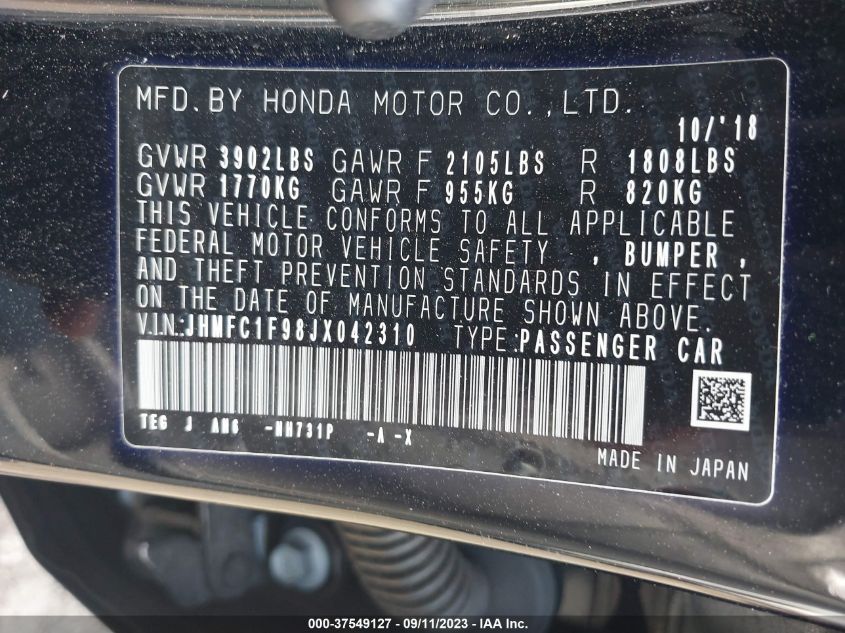 MFD. BY HONDA MOTOR CO., LTD.
10/'18
GVWR 3902LBS GAWR F 2105LBS R 1808LBS
GVWR 1770KG GAWR F 955KG R 820KG
THIS VEHICLE CONFORMS TO ALL APPLICABLE
FEDERAL MOTOR VEHICLE SAFETY , BUMPER ,
AND THEFT PREVENTION STANDARDS IN EFFECT
ON THE DATE OF MANUFACTURE SHOWN ABOVE.
V.I.N: JHMFC1F98JX042310 TYPE: PASSENGER CAR
TEG J AM6 -NH731P -A -X
MADE IN JAPAN
000-37549127 - 09/11/2023 - IAA Inc.